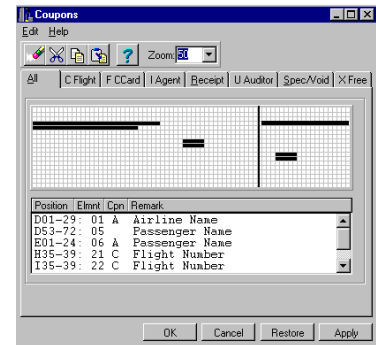 Coupons
Edit Help
Zoom: 50
All C Flight F CCard I Agent Receipt U Auditor Spec/Void X Free
Position Elmnt Cpn Remark
D01-29: 01 A Airline Name
D53-72: 05 Passenger Name
E01-24: 06 A Passenger Name
H35-39: 21 C Flight Number
I35-39: 22 C Flight Number
OK Cancel Restore Apply